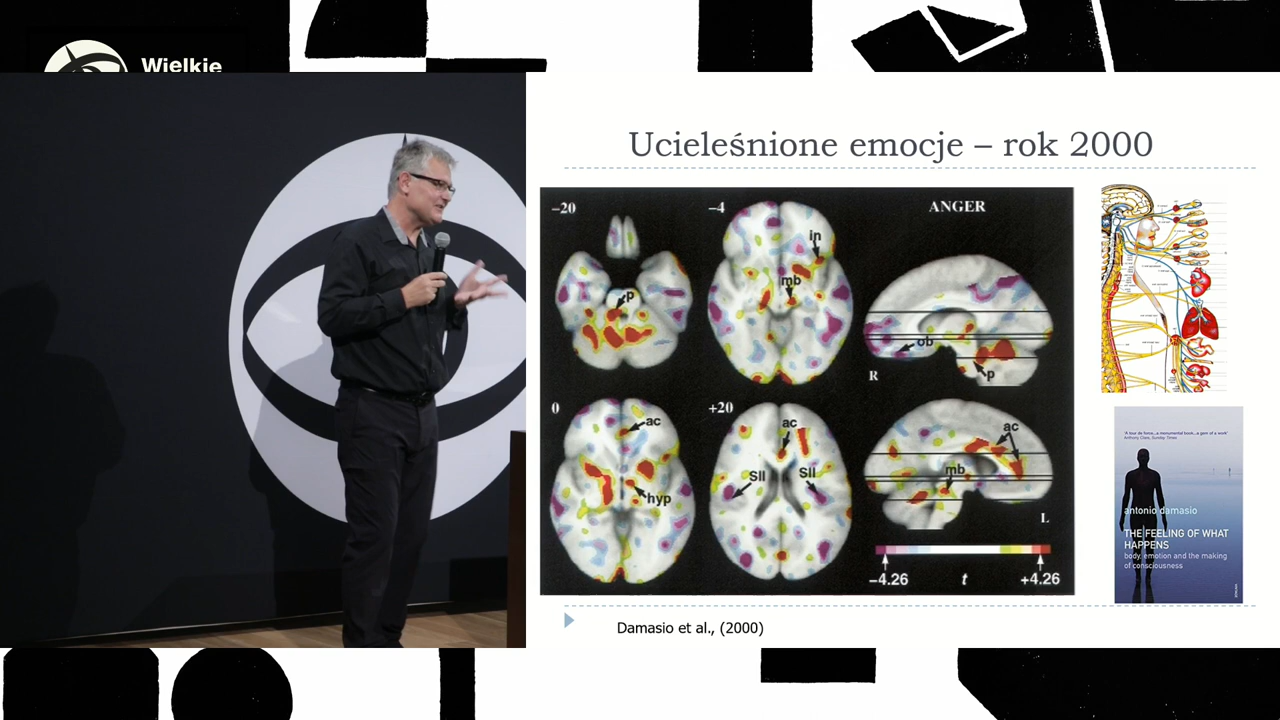 Wielkie
Ucieleśnione emocje – rok 2000
−20
−4
ANGER
in
mb
p
ob
R
p
0
+20
ac
ac
ac
SII
SII
mb
hyp
L
−4.26
t
+4.26
antonio damasio
THE FEELING OF WHAT
HAPPENS
body, emotion and the making
of consciousness
Damasio et al., (2000)